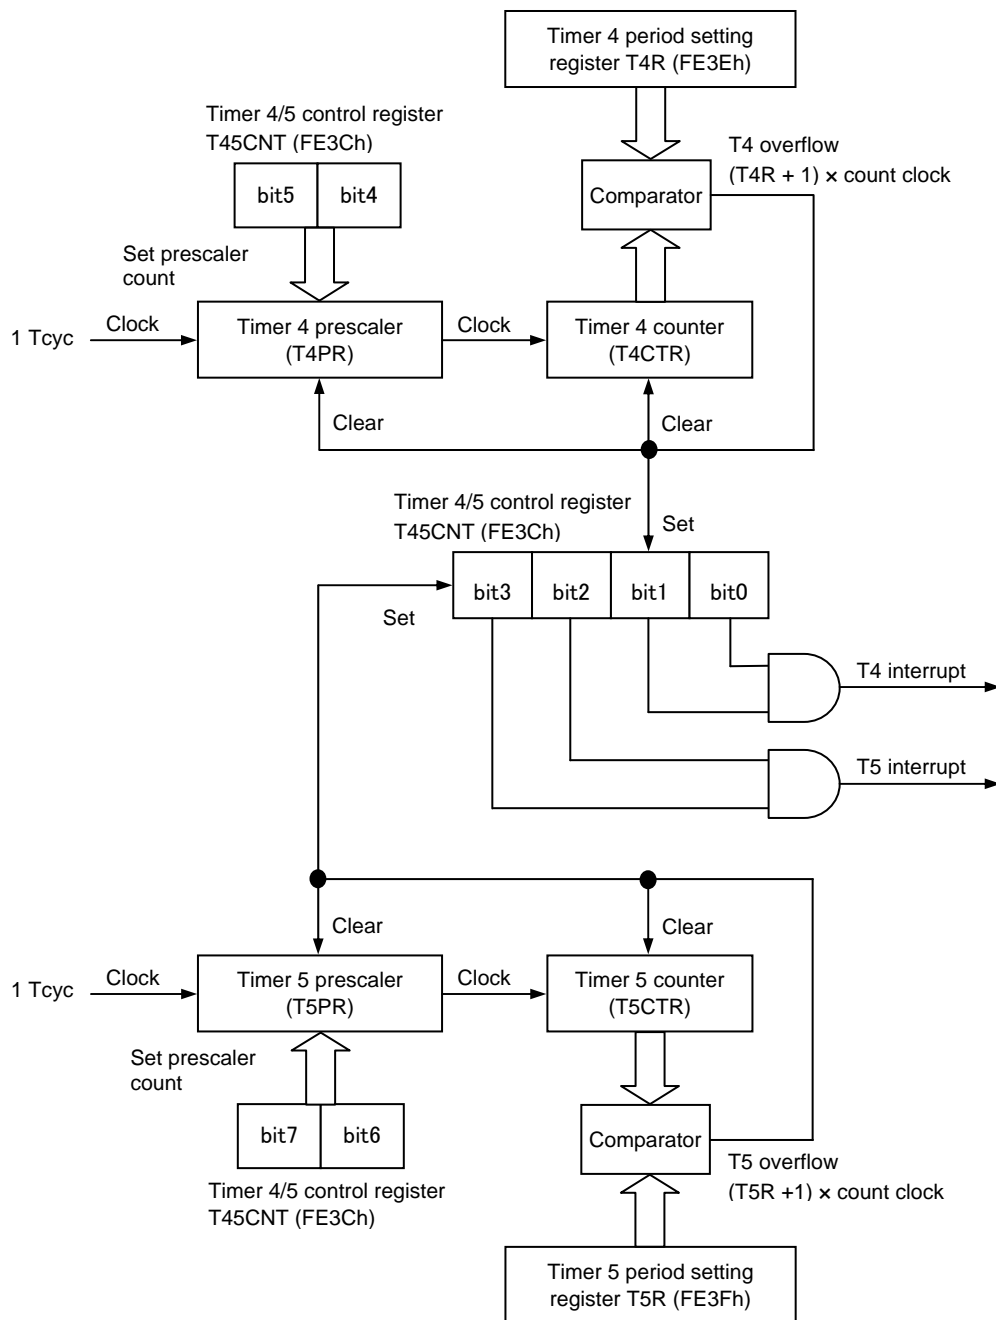 Timer 4 period setting
register T4R (FE3Eh)
Timer 4/5 control register
T45CNT (FE3Ch)
T4 overflow
(T4R + 1) × count clock
bit5
bit4
Comparator
Set prescaler
count
1 Tcyc
Clock
Timer 4 prescaler
(T4PR)
Clock
Timer 4 counter
(T4CTR)
Clear
Clear
Timer 4/5 control register
T45CNT (FE3Ch)
Set
bit3
bit2
bit1
bit0
Set
T4 interrupt
T5 interrupt
Clear
Clear
1 Tcyc
Clock
Timer 5 prescaler
(T5PR)
Clock
Timer 5 counter
(T5CTR)
Set prescaler
count
bit7
bit6
Comparator
T5 overflow
(T5R +1) × count clock
Timer 4/5 control register
T45CNT (FE3Ch)
Timer 5 period setting
register T5R (FE3Fh)